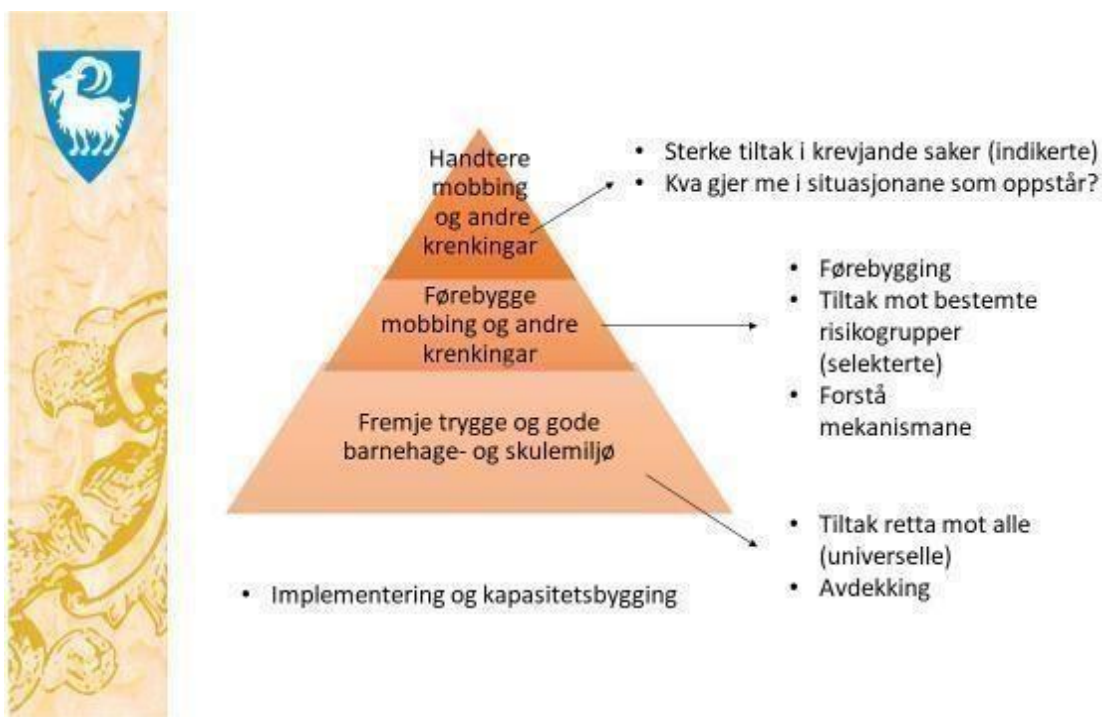 Handtere
mobbing
og andre
krenkingar
• Sterke tiltak i krevjande saker (indikerte)
• Kva gjer me i situasjonane som oppstår?
Førebygge
mobbing og andre
krenkingar
• Førebygging
• Tiltak mot bestemte
risikogrupper
(selekterte)
• Forstå
mekanismane
Fremje trygge og gode
barnehage- og skulemiljø
• Tiltak retta mot alle
(universelle)
• Avdekking
• Implementering og kapasitetsbygging